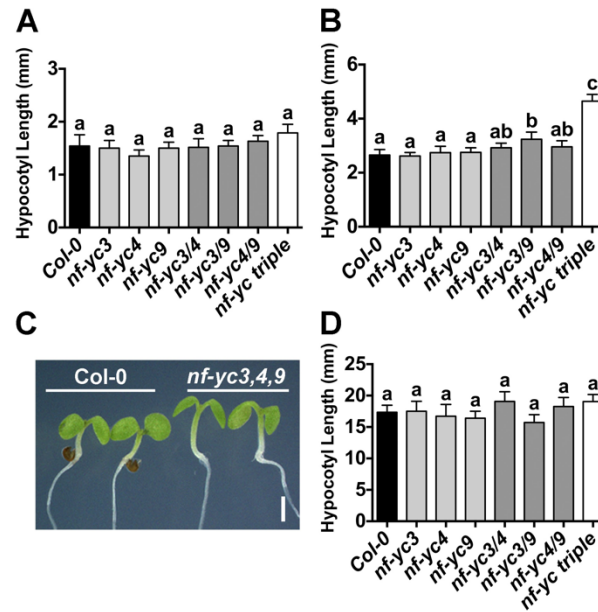 A
Hypocotyl Length (mm)
3
2
1
0
a a a a a a a a
Col-0
nf-yc3
nf-yc4
nf-yc9
nf-yc3/4
nf-yc3/9
nf-yc4/9
nf-yc triple
B
Hypocotyl Length (mm)
6
4
2
0
a a a a ab b ab c
Col-0
nf-yc3
nf-yc4
nf-yc9
nf-yc3/4
nf-yc3/9
nf-yc4/9
nf-yc triple
C
Col-0 nf-yc3,4,9
D
Hypocotyl Length (mm)
25
20
15
10
5
0
a a a a a a a a
Col-0
nf-yc3
nf-yc4
nf-yc9
nf-yc3/4
nf-yc3/9
nf-yc4/9
nf-yc triple